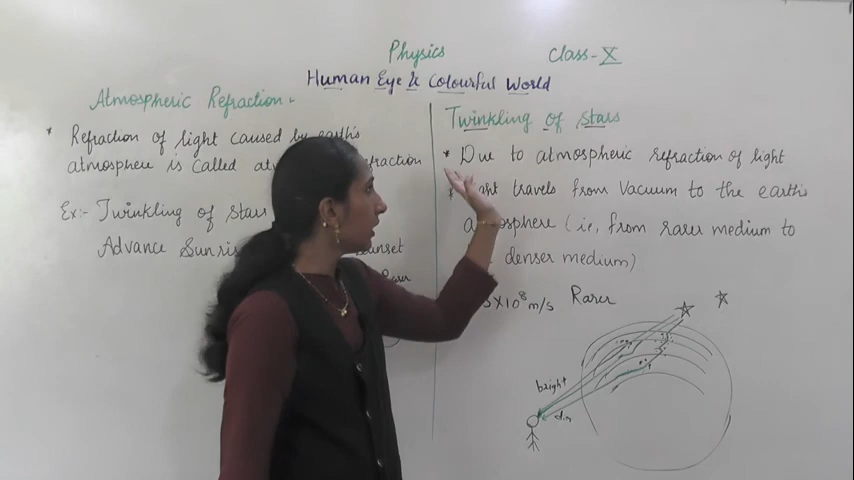 Physics Class-X
Human Eye & Colourful World
Atmospheric Refraction.
* Refraction of light caused by earth's
atmosphere is called refraction
Ex:- Twinkling of Stars
Advance
Twinkling of Stars
* Due to atmospheric refraction of light
travels from Vacuum to the earth's
(ie, from rarer medium to
denser medium)
X10⁸ m/s Rarer
bright
dim